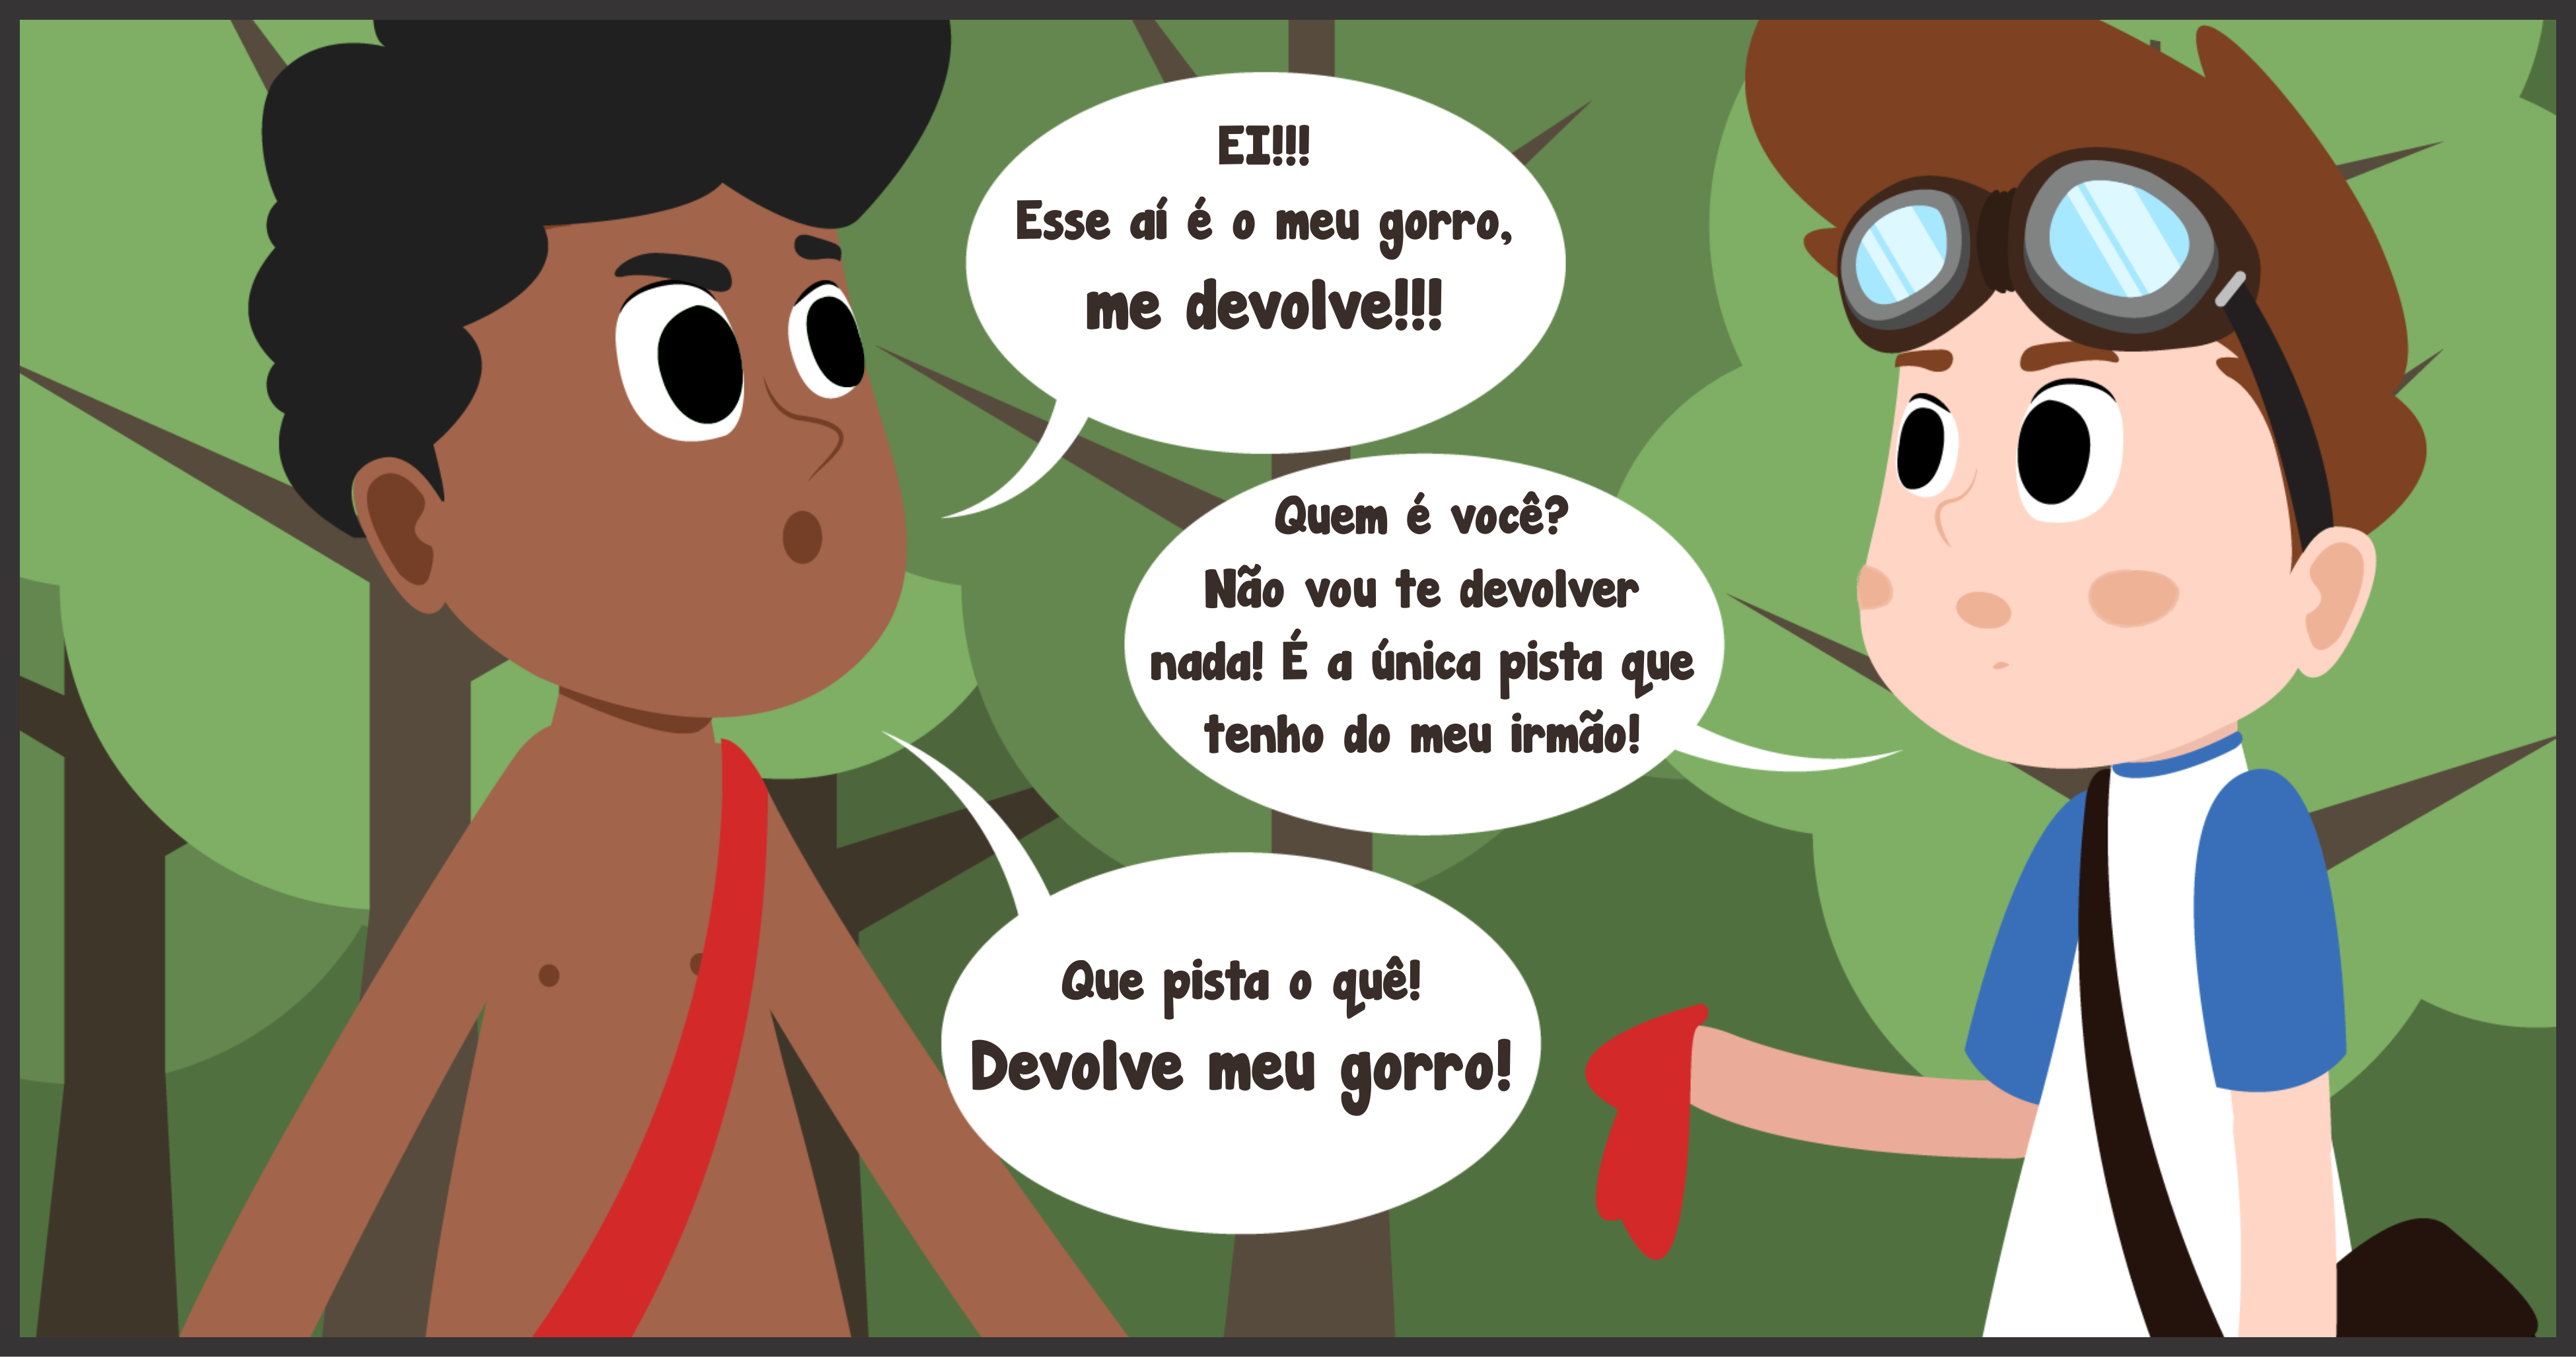 EI!!!
Esse aí é o meu gorro,
me devolve!!!
Quem é você?
Não vou te devolver
nada! É a única pista que
tenho do meu irmão!
Que pista o quê!
Devolve meu gorro!